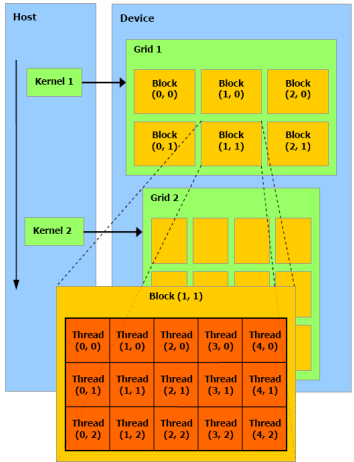 Host
Device
Grid 1
Kernel 1
Block
(0, 0)
Block
(1, 0)
Block
(2, 0)
Block
(0, 1)
Block
(1, 1)
Block
(2, 1)
Grid 2
Kernel 2
Block (1, 1)
Thread
(0, 0)
Thread
(1, 0)
Thread
(2, 0)
Thread
(3, 0)
Thread
(4, 0)
Thread
(0, 1)
Thread
(1, 1)
Thread
(2, 1)
Thread
(3, 1)
Thread
(4, 1)
Thread
(0, 2)
Thread
(1, 2)
Thread
(2, 2)
Thread
(3, 2)
Thread
(4, 2)